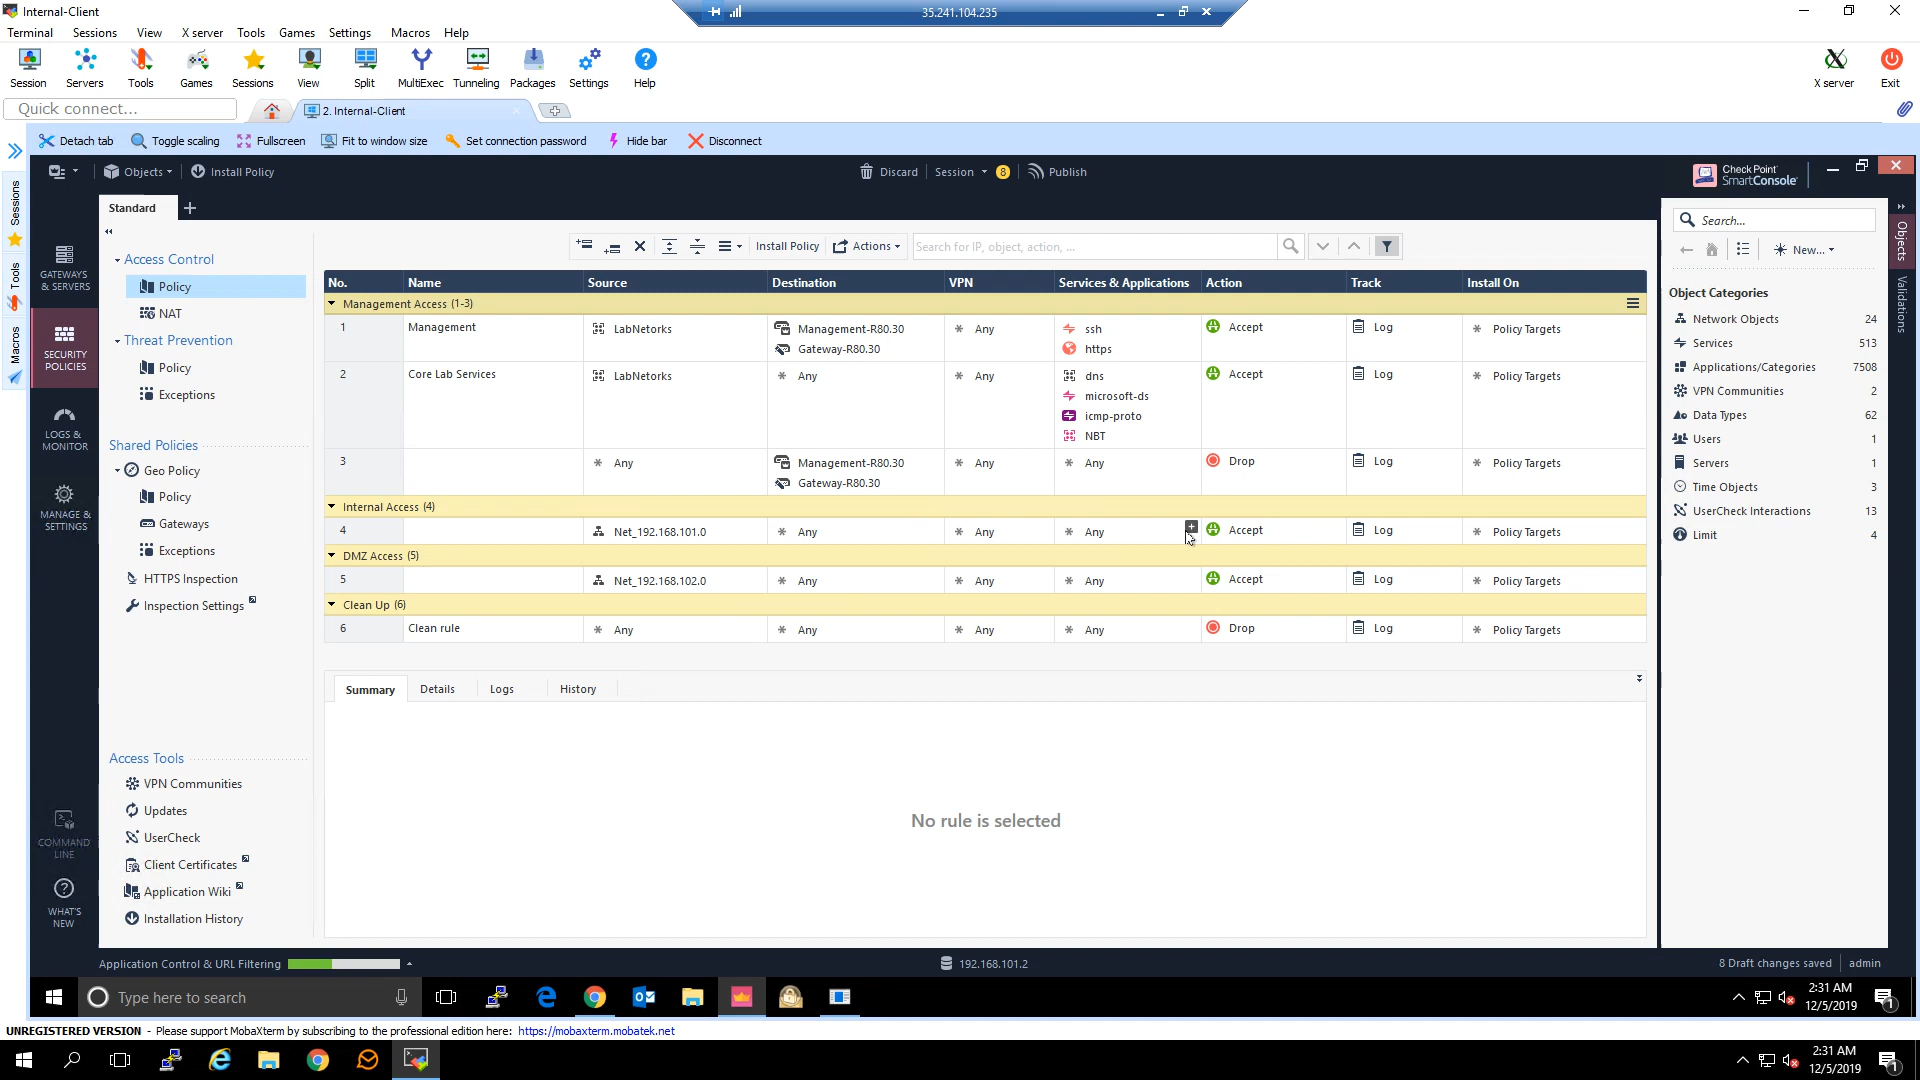 Internal-Client
35.241.104.235
Terminal Sessions View X server Tools Games Settings Macros Help
Session Servers Tools Games Sessions View Split MultiExec Tunneling Packages Settings Help X server Exit
Quick connect...
2. Internal-Client
Detach tab Toggle scaling Fullscreen Fit to window size Set connection password Hide bar Disconnect
Sessions
Tools
Macros
Objects Install Policy Discard Session 8 Publish
Check Point
SmartConsole
Standard
GATEWAYS
& SERVERS
SECURITY
POLICIES
LOGS &
MONITOR
MANAGE &
SETTINGS
COMMAND
LINE
WHAT'S
NEW
Access Control
Policy
NAT
Threat Prevention
Policy
Exceptions
Shared Policies
Geo Policy
Policy
Gateways
Exceptions
HTTPS Inspection
Inspection Settings
Access Tools
VPN Communities
Updates
UserCheck
Client Certificates
Application Wiki
Installation History
Install Policy Actions Search for IP, object, action, ...
No. Name Source Destination VPN Services & Applications Action Track Install On
Management Access (1-3)
1 Management LabNetorks Management-R80.30 Any ssh Accept Log Policy Targets
Gateway-R80.30 https
2 Core Lab Services LabNetorks Any Any dns Accept Log Policy Targets
microsoft-ds
icmp-proto
NBT
3 Any Management-R80.30 Any Any Drop Log Policy Targets
Gateway-R80.30
Internal Access (4)
4 Net_192.168.101.0 Any Any Any Accept Log Policy Targets
DMZ Access (5)
5 Net_192.168.102.0 Any Any Any Accept Log Policy Targets
Clean Up (6)
6 Clean rule Any Any Any Any Drop Log Policy Targets
Summary Details Logs History
No rule is selected
Search...
New...
Object Categories
Network Objects 24
Services 513
Applications/Categories 7508
VPN Communities 2
Data Types 62
Users 1
Servers 1
Time Objects 3
UserCheck Interactions 13
Limit 4
Objects
Validations
Application Control & URL Filtering 192.168.101.2 8 Draft changes saved admin
Type here to search
2:31 AM
12/5/2019
1
UNREGISTERED VERSION - Please support MobaXterm by subscribing to the professional edition here: https://mobaxterm.mobatek.net
2:31 AM
12/5/2019
1